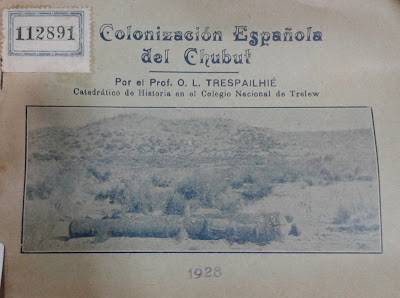 112891
Colonización Española
del Chubut
Por el Prof. O. L. TRESPAILHIÉ
Catedrático de Historia en el Colegio Nacional de Trelew
1928